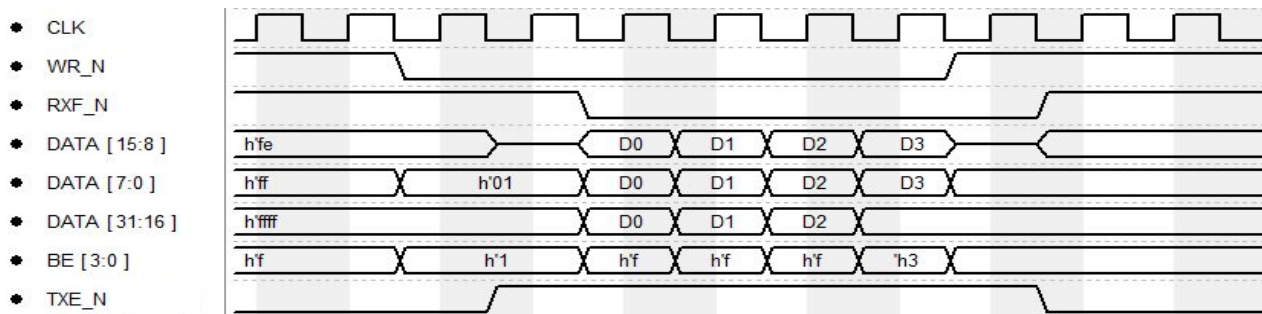 CLK
WR_N
RXF_N
DATA [ 15:8 ] h'fe D0 D1 D2 D3
DATA [ 7:0 ] h'ff h'01 D0 D1 D2 D3
DATA [ 31:16 ] h'ffff D0 D1 D2
BE [ 3:0 ] h'f h'1 h'f h'f h'f 'h3
TXE_N